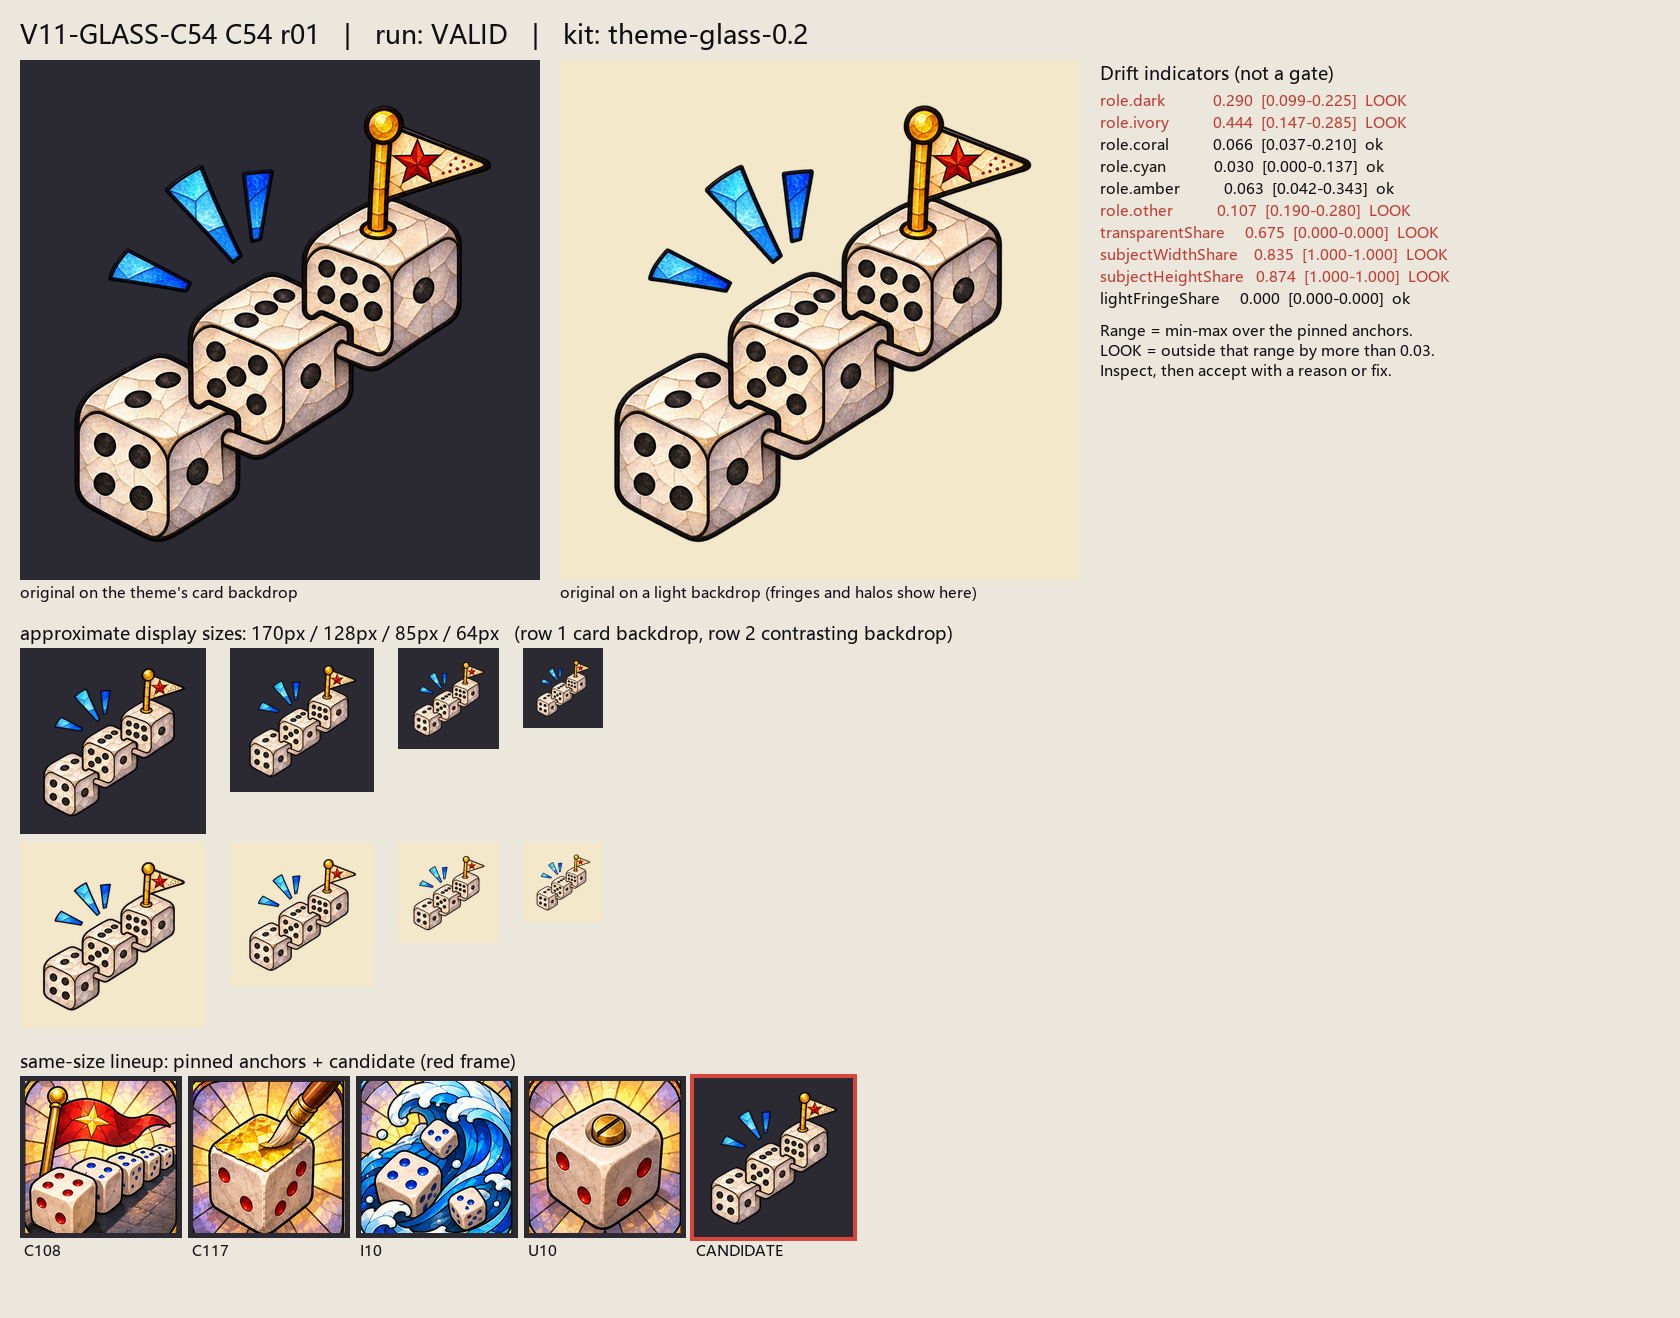 V11-GLASS-C54 C54 r01 | run: VALID | kit: theme-glass-0.2
Drift indicators (not a gate)
role.dark 0.290 [0.099-0.225] LOOK
role.ivory 0.444 [0.147-0.285] LOOK
role.coral 0.066 [0.037-0.210] ok
role.cyan 0.030 [0.000-0.137] ok
role.amber 0.063 [0.042-0.343] ok
role.other 0.107 [0.190-0.280] LOOK
transparentShare 0.675 [0.000-0.000] LOOK
subjectWidthShare 0.835 [1.000-1.000] LOOK
subjectHeightShare 0.874 [1.000-1.000] LOOK
lightFringeShare 0.000 [0.000-0.000] ok
Range = min-max over the pinned anchors.
LOOK = outside that range by more than 0.03.
Inspect, then accept with a reason or fix.
original on the theme's card backdrop
original on a light backdrop (fringes and halos show here)
approximate display sizes: 170px / 128px / 85px / 64px (row 1 card backdrop, row 2 contrasting backdrop)
same-size lineup: pinned anchors + candidate (red frame)
C108
C117
I10
U10
CANDIDATE